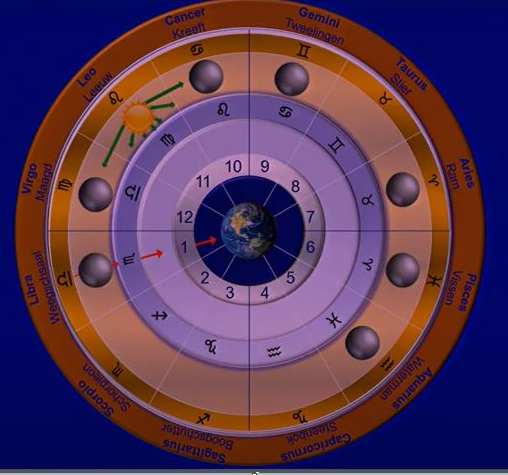 Cancer
Kreeft
Gemini
Tweelingen
Taurus
Stier
Aries
Ram
Pisces
Vissen
Aquarius
Waterman
Capricornus
Steenbok
Sagittarius
Boogschutter
Scorpio
Schorpioen
Libra
Weegschaal
Virgo
Maagd
Leo
Leeuw
♋ ♊ ♉ ♈ ♓ ♒ ♑ ♐ ♏ ♎ ♍ ♌
♌ ♋ ♊ ♉ ♈ ♓ ♒ ♑ ♐ ♏ ♎ ♍
10 9
11 8
12 7
1 6
2 5
3 4